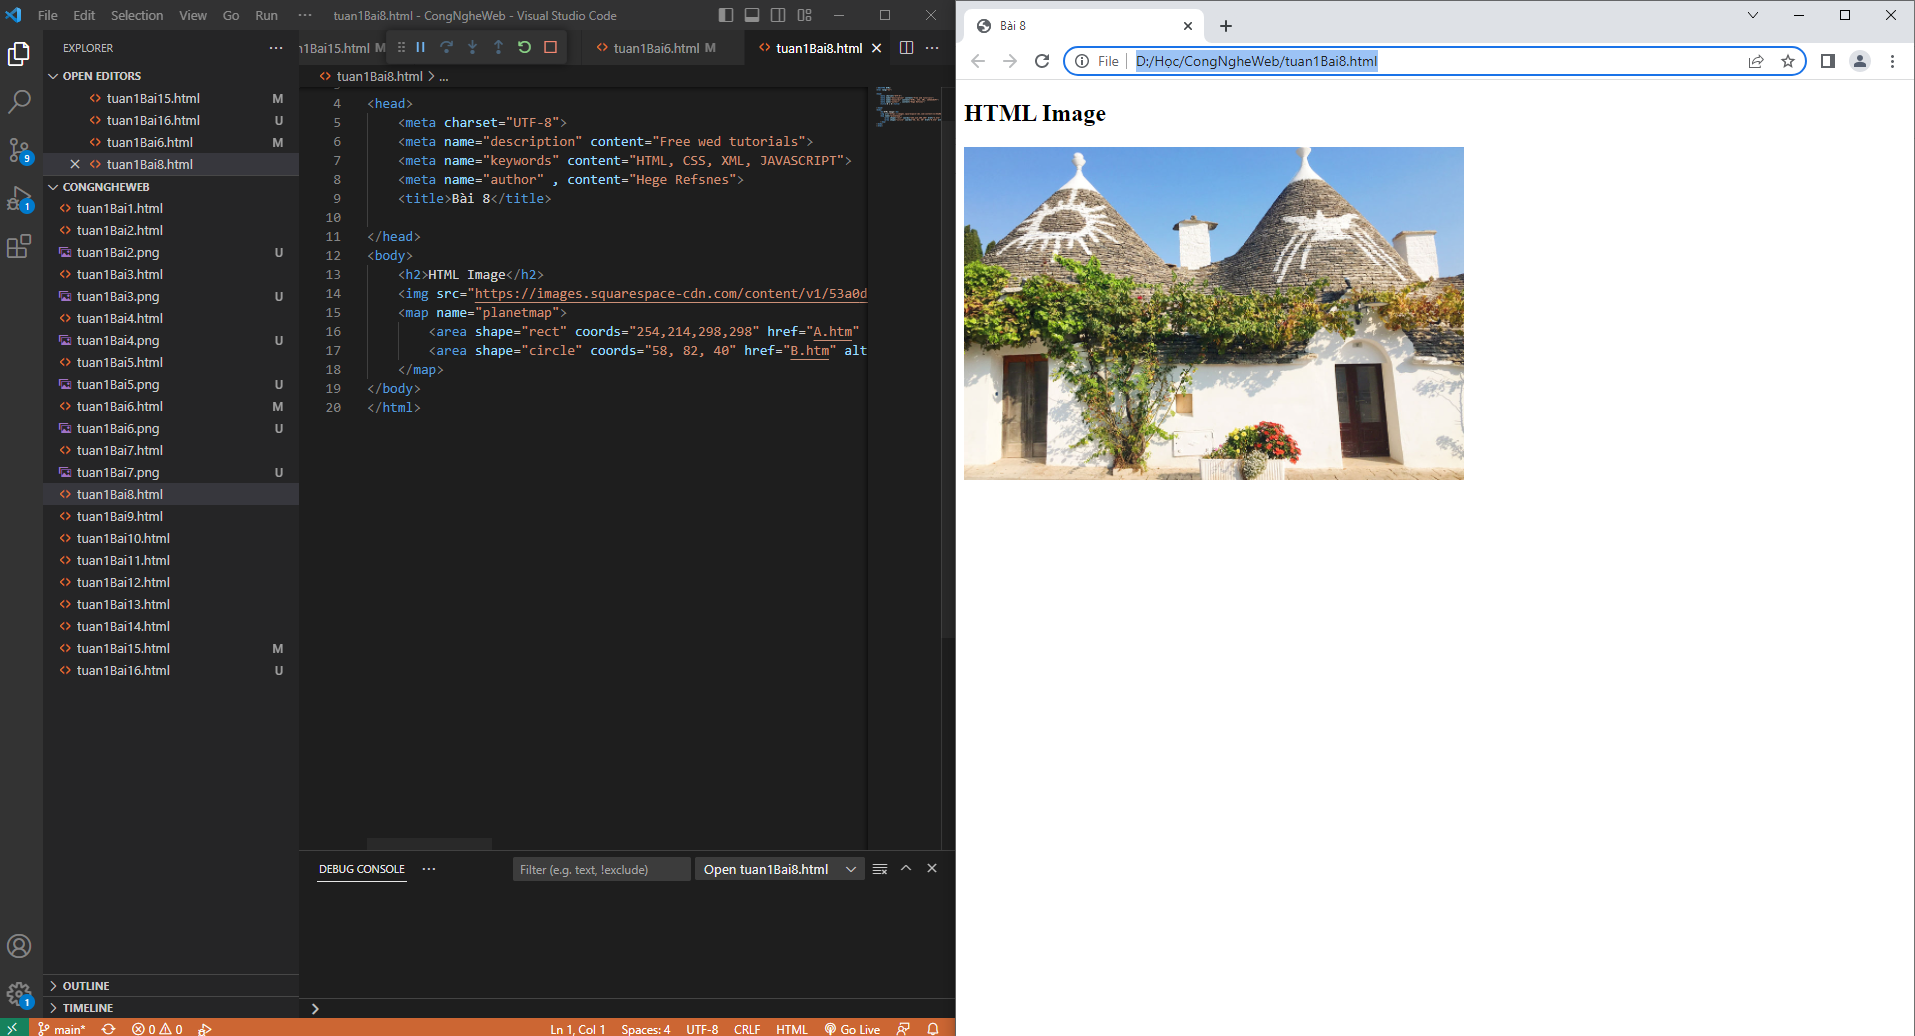 File Edit Selection View Go Run ··· tuan1Bai8.html - CongNgheWeb - Visual Studio Code
EXPLORER ···
OPEN EDITORS
tuan1Bai15.html M
tuan1Bai16.html U
tuan1Bai6.html M
tuan1Bai8.html
CONGNGHEWEB
tuan1Bai1.html
tuan1Bai2.html
tuan1Bai2.png U
tuan1Bai3.html
tuan1Bai3.png U
tuan1Bai4.html
tuan1Bai4.png U
tuan1Bai5.html
tuan1Bai5.png U
tuan1Bai6.html M
tuan1Bai6.png U
tuan1Bai7.html
tuan1Bai7.png U
tuan1Bai8.html
tuan1Bai9.html
tuan1Bai10.html
tuan1Bai11.html
tuan1Bai12.html
tuan1Bai13.html
tuan1Bai14.html
tuan1Bai15.html M
tuan1Bai16.html U
OUTLINE
TIMELINE
9
1
1
1Bai15.html M tuan1Bai6.html M tuan1Bai8.html ···
tuan1Bai8.html > ...
4 <head>
5 <meta charset="UTF-8">
6 <meta name="description" content="Free wed tutorials">
7 <meta name="keywords" content="HTML, CSS, XML, JAVASCRIPT">
8 <meta name="author" , content="Hege Refsnes">
9 <title>Bài 8</title>
10
11 </head>
12 <body>
13 <h2>HTML Image</h2>
14 <img src="https://images.squarespace-cdn.com/content/v1/53a0d
15 <map name="planetmap">
16 <area shape="rect" coords="254,214,298,298" href="A.htm"
17 <area shape="circle" coords="58, 82, 40" href="B.htm" alt
18 </map>
19 </body>
20 </html>
DEBUG CONSOLE ··· Filter (e.g. text, !exclude) Open tuan1Bai8.html
main* 0 0 Ln 1, Col 1 Spaces: 4 UTF-8 CRLF HTML Go Live
Bài 8
File D:/Học/CongNgheWeb/tuan1Bai8.html
HTML Image